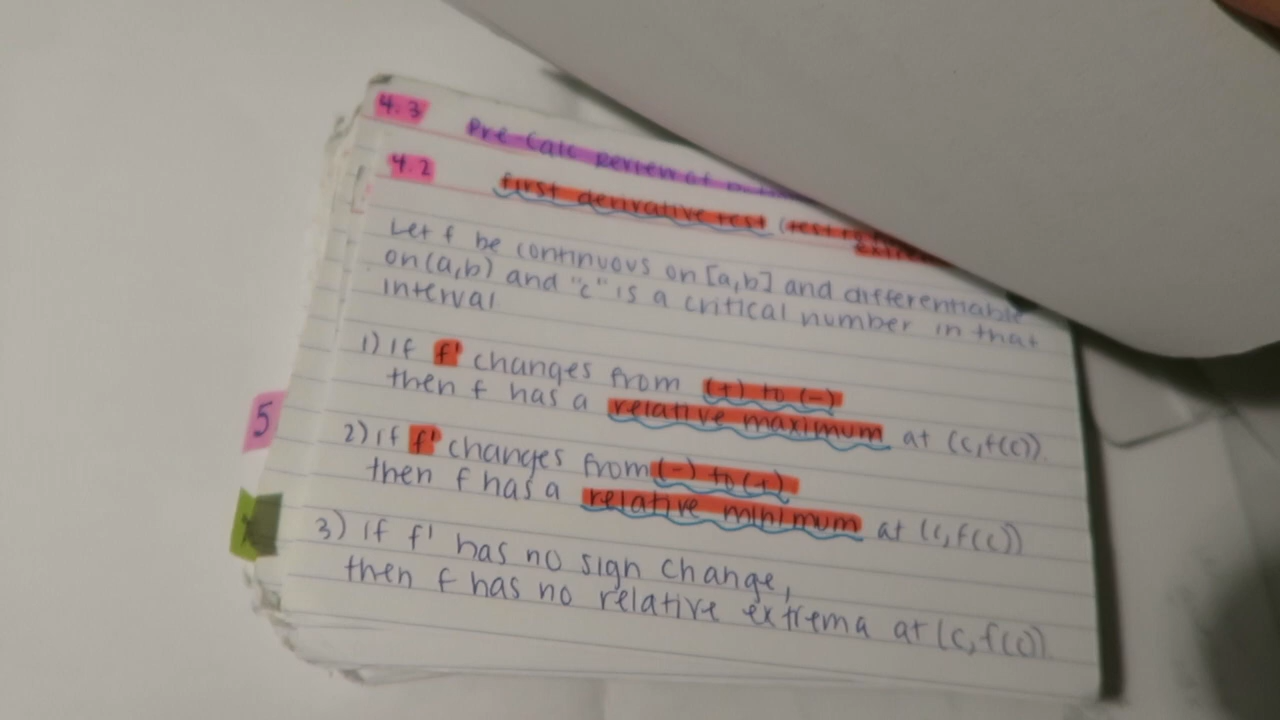 4.3 Pre-Calc Review of
4.2 first derivative test (test
Let f be continuous on [a,b] and differentiable
on (a,b) and "c" is a critical number in that
interval
1) if f' changes from (+) to (-)
then f has a relative maximum at (c,f(c)).
5
2) if f' changes from (-) to (+)
then f has a relative minimum at (c,f(c))
3) if f' has no sign change,
then f has no relative extrema at (c,f(c)).